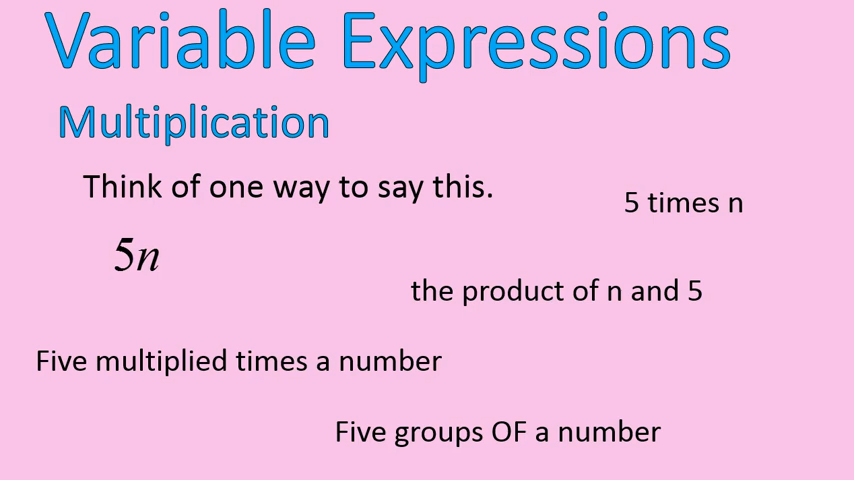 Variable Expressions
Multiplication
Think of one way to say this.
5 times n
5n
the product of n and 5
Five multiplied times a number
Five groups OF a number